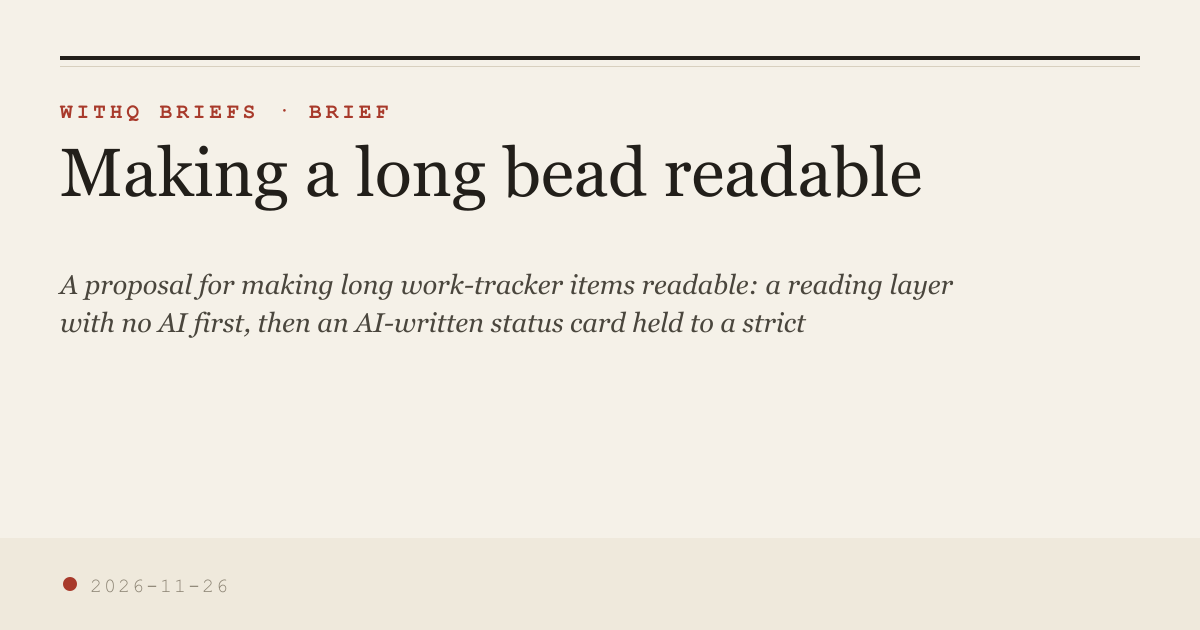 WITHQ BRIEFS · BRIEF
Making a long bead readable
A proposal for making long work-tracker items readable: a reading layer
with no AI first, then an AI-written status card held to a strict
2026-11-26